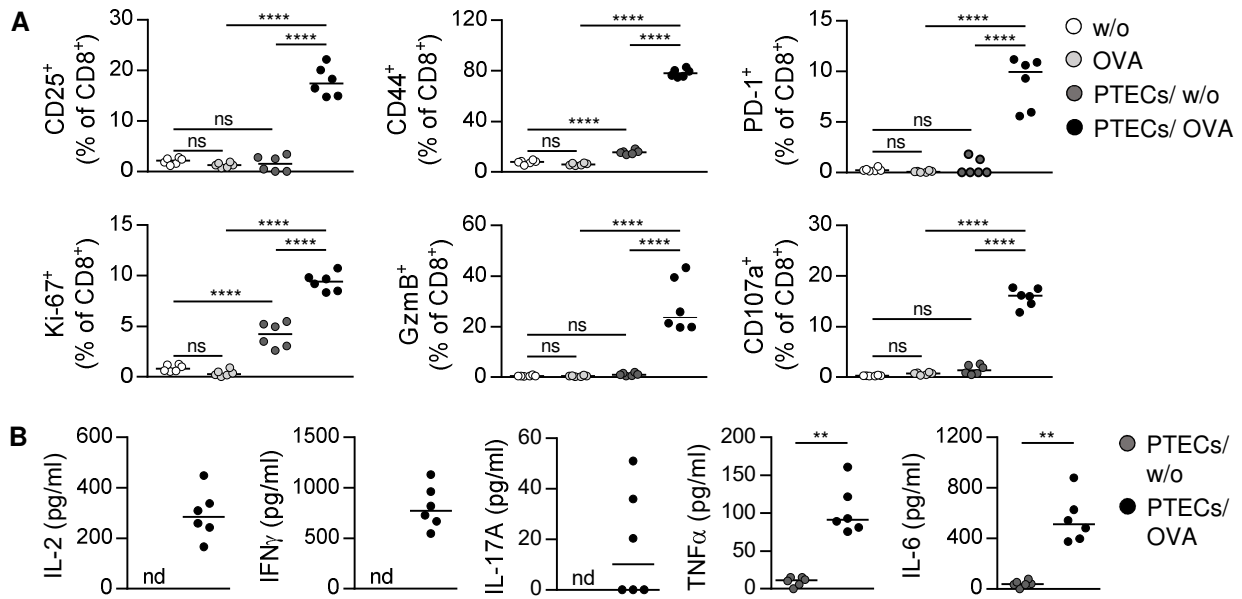 A
CD25⁺
(% of CD8⁺)
30
20
10
0
ns
ns
****
****
CD44⁺
(% of CD8⁺)
120
80
40
0
ns
****
****
****
PD-1⁺
(% of CD8⁺)
15
10
5
0
ns
ns
****
****
w/o
OVA
PTECs/ w/o
PTECs/ OVA
Ki-67⁺
(% of CD8⁺)
15
10
5
0
ns
****
****
****
GzmB⁺
(% of CD8⁺)
60
40
20
0
ns
ns
****
****
CD107a⁺
(% of CD8⁺)
30
20
10
0
ns
ns
****
****
B
IL-2 (pg/ml)
600
400
200
0
nd
IFNγ (pg/ml)
1500
1000
500
0
nd
IL-17A (pg/ml)
60
40
20
0
nd
TNFα (pg/ml)
200
150
100
50
0
**
IL-6 (pg/ml)
1200
800
400
0
**
PTECs/
w/o
PTECs/
OVA